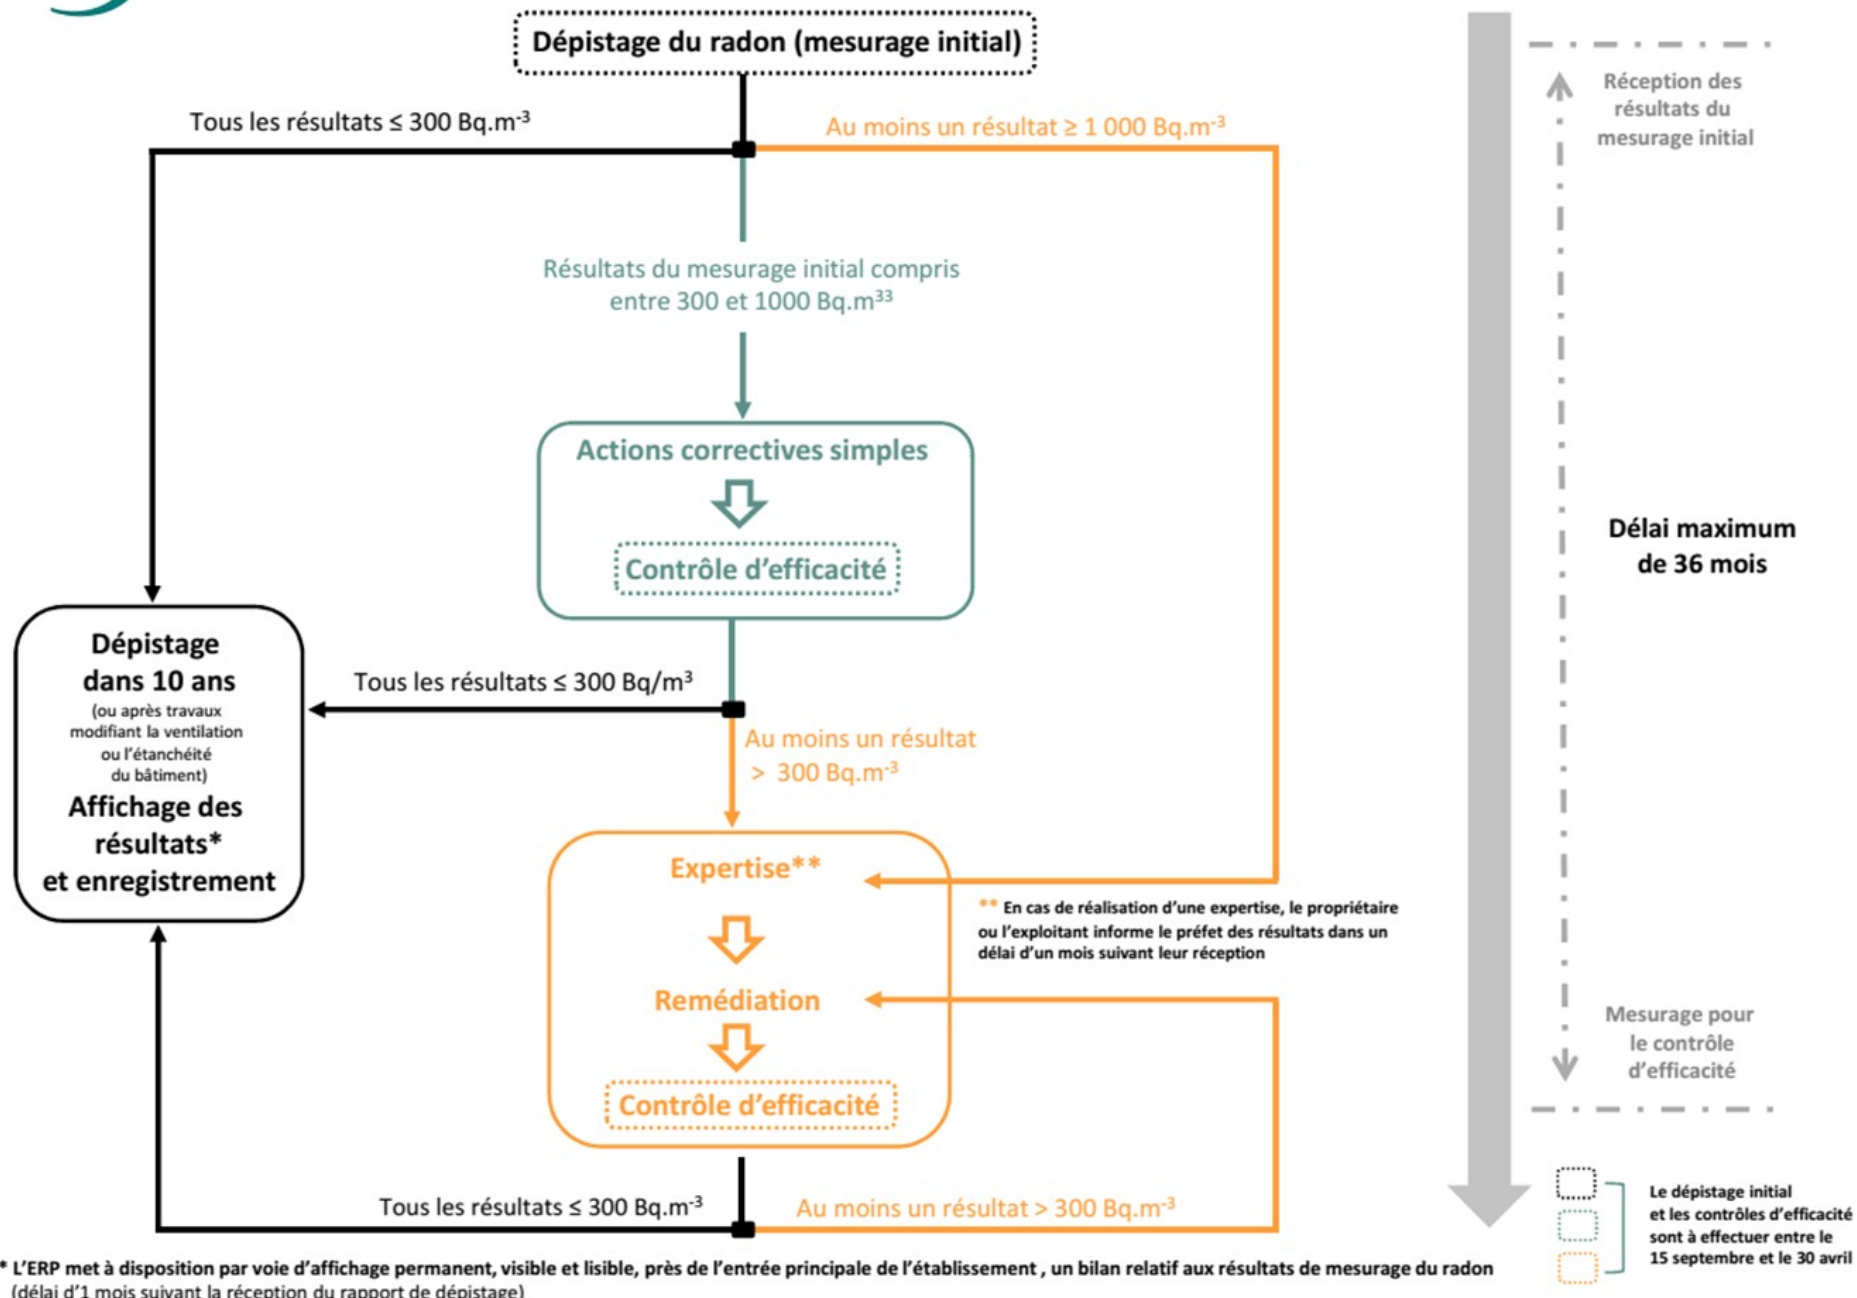 Dépistage du radon (mesurage initial)
Tous les résultats ≤ 300 Bq.m⁻³
Au moins un résultat ≥ 1 000 Bq.m⁻³
Résultats du mesurage initial compris
entre 300 et 1000 Bq.m³³
Actions correctives simples
Contrôle d'efficacité
Tous les résultats ≤ 300 Bq/m³
Au moins un résultat
> 300 Bq.m⁻³
Dépistage
dans 10 ans
(ou après travaux
modifiant la ventilation
ou l'étanchéité
du bâtiment)
Affichage des
résultats*
et enregistrement
Expertise**
** En cas de réalisation d'une expertise, le propriétaire
ou l'exploitant informe le préfet des résultats dans un
délai d'un mois suivant leur réception
Remédiation
Contrôle d'efficacité
Tous les résultats ≤ 300 Bq.m⁻³
Au moins un résultat > 300 Bq.m⁻³
Réception des
résultats du
mesurage initial
Délai maximum
de 36 mois
Mesurage pour
le contrôle
d'efficacité
Le dépistage initial
et les contrôles d'efficacité
sont à effectuer entre le
15 septembre et le 30 avril
* L'ERP met à disposition par voie d'affichage permanent, visible et lisible, près de l'entrée principale de l'établissement , un bilan relatif aux résultats de mesurage du radon
(délai d'1 mois suivant la réception du rapport de dépistage)